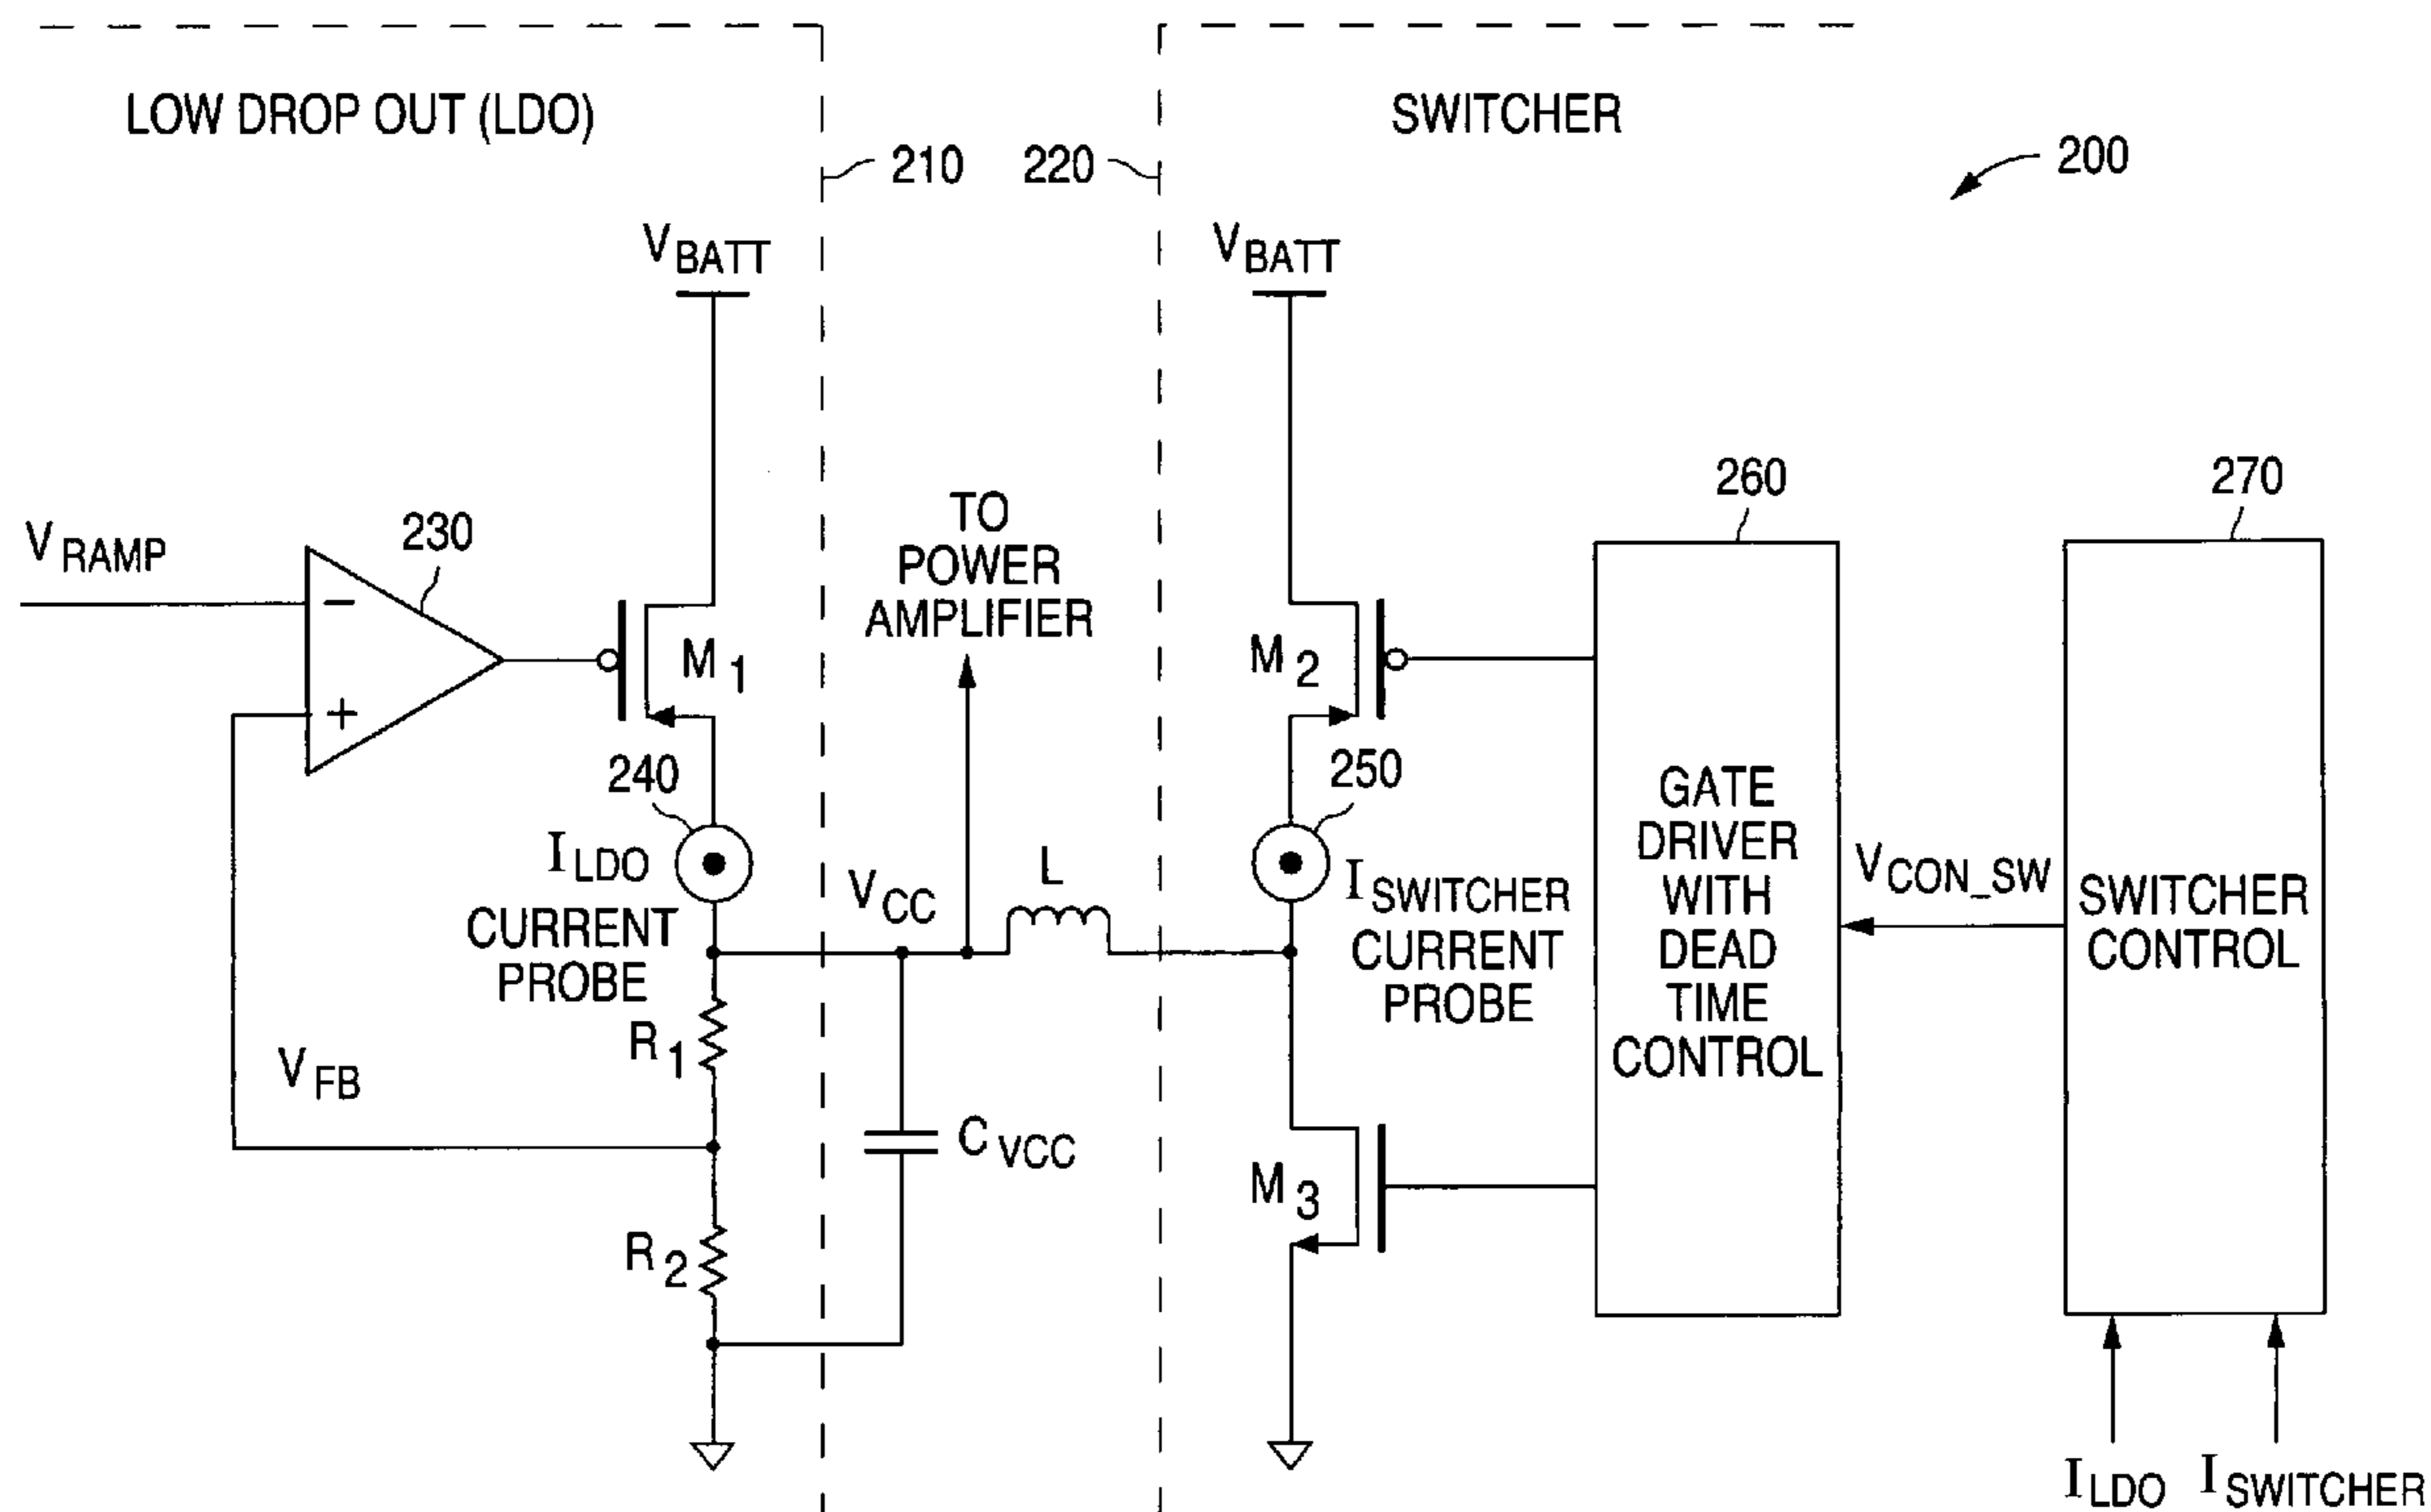 LOW DROP OUT (LDO)
SWITCHER
210
220
200
VBATT
VBATT
VRAMP
230
−
+
M1
TO
POWER
AMPLIFIER
M2
260
270
240
ILDO
CURRENT
PROBE
VCC
L
250
ISWITCHER
CURRENT
PROBE
GATE
DRIVER
WITH
DEAD
TIME
CONTROL
VCON_SW
SWITCHER
CONTROL
R1
VFB
CVCC
R2
M3
ILDO
ISWITCHER